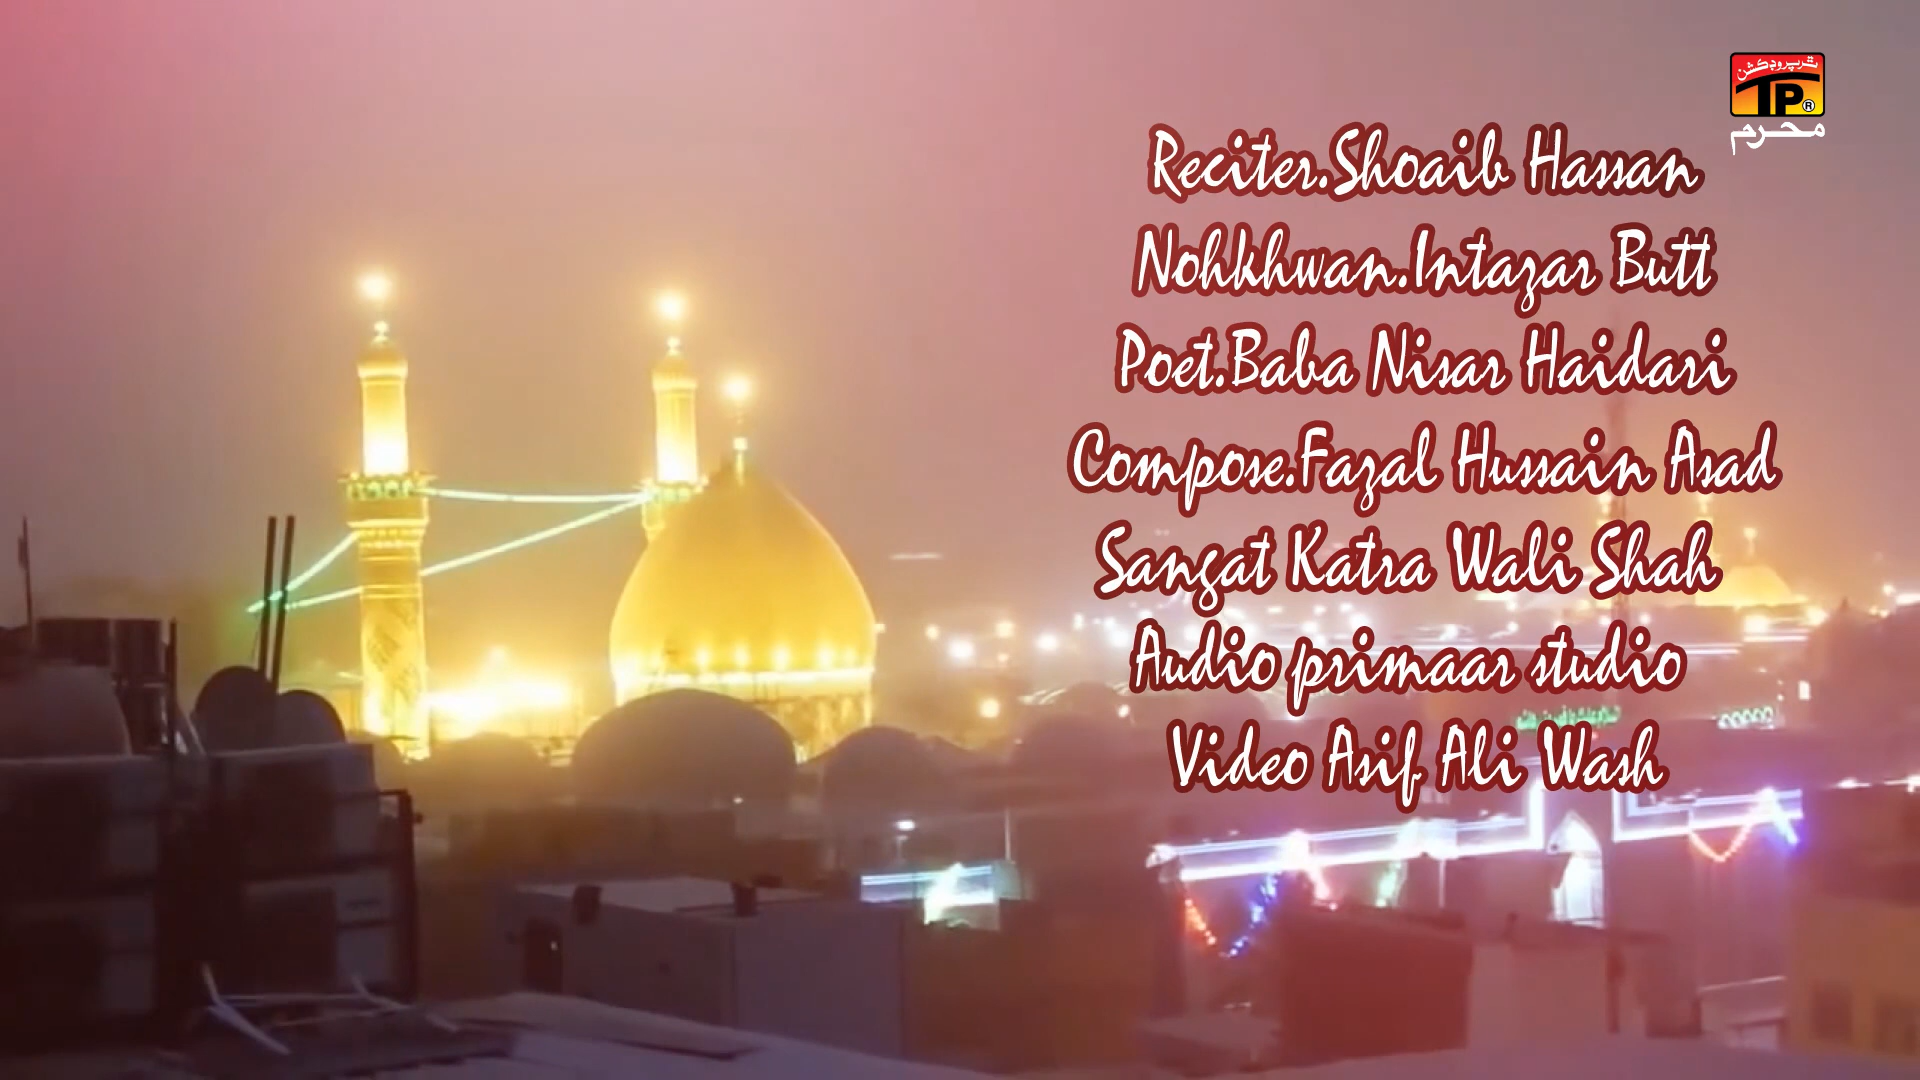 تھرپروڈکشن
TP®
محرم
Reciter.Shoaib Hassan
Nohkhwan.Intazar Butt
Poet.Baba Nisar Haidari
Compose.Fazal Hussain Asad
Sangat Katra Wali Shah
Audio primaar studio
Video Asif Ali Wash